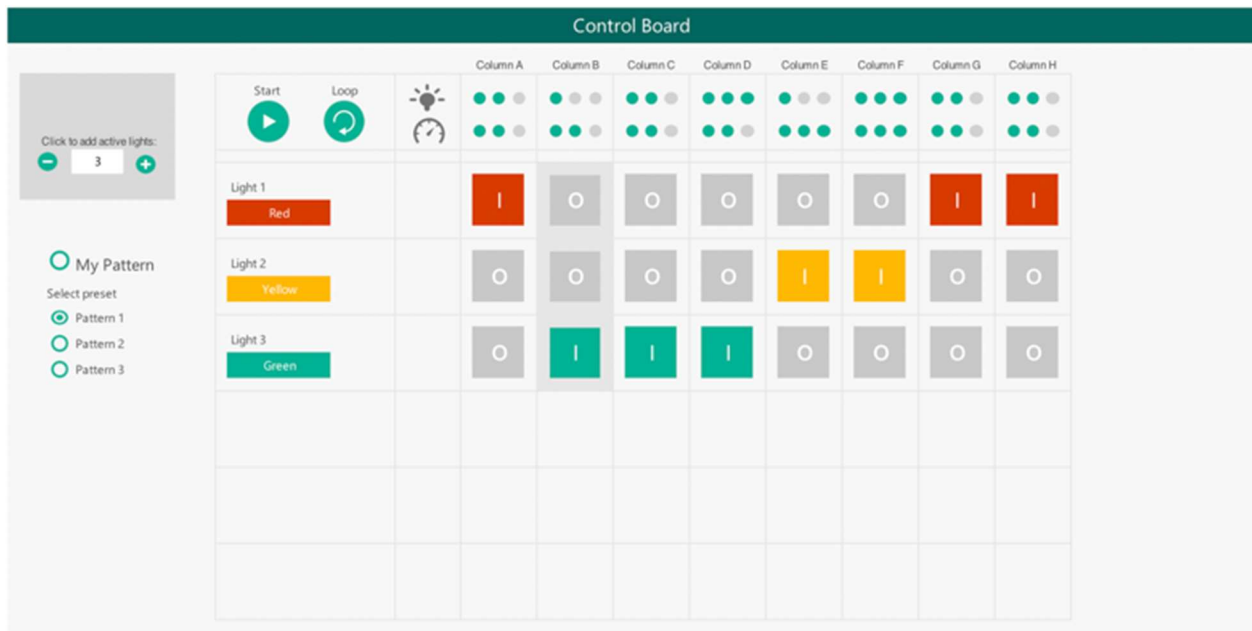 Control Board
Column A Column B Column C Column D Column E Column F Column G Column H
Start Loop
Click to add active lights:
3
Light 1
Red
I O O O O O I I
My Pattern
Select preset
Pattern 1
Pattern 2
Pattern 3
Light 2
Yellow
O O O O I I O O
Light 3
Green
O I I I O O O O